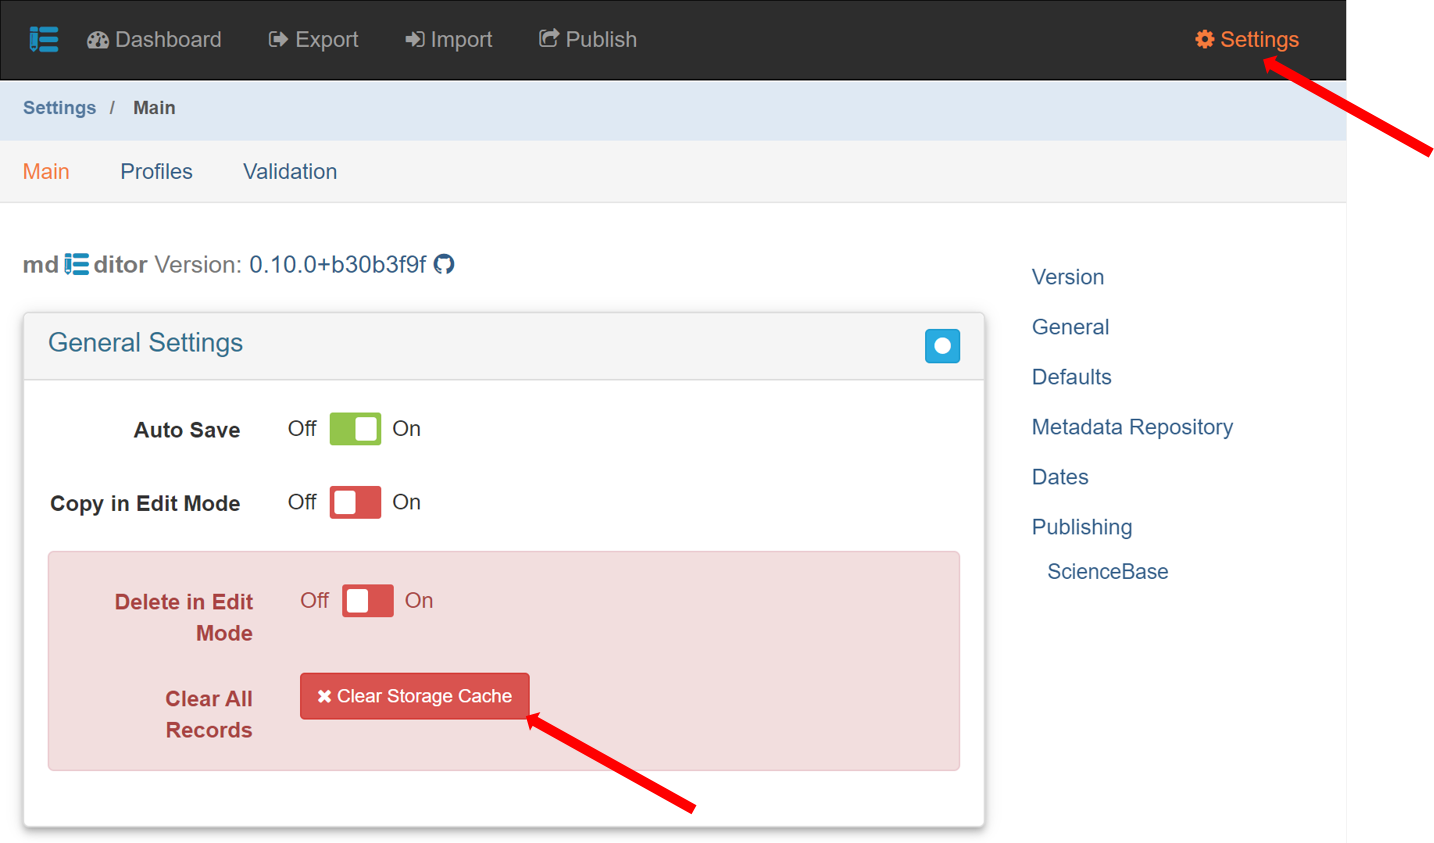 Dashboard Export Import Publish Settings
Settings / Main
Main Profiles Validation
md ditor Version: 0.10.0+b30b3f9f
Version
General
Defaults
Metadata Repository
Dates
Publishing
ScienceBase
General Settings
Auto Save Off On
Copy in Edit Mode Off On
Delete in Edit Off On
Mode
Clear All Clear Storage Cache
Records